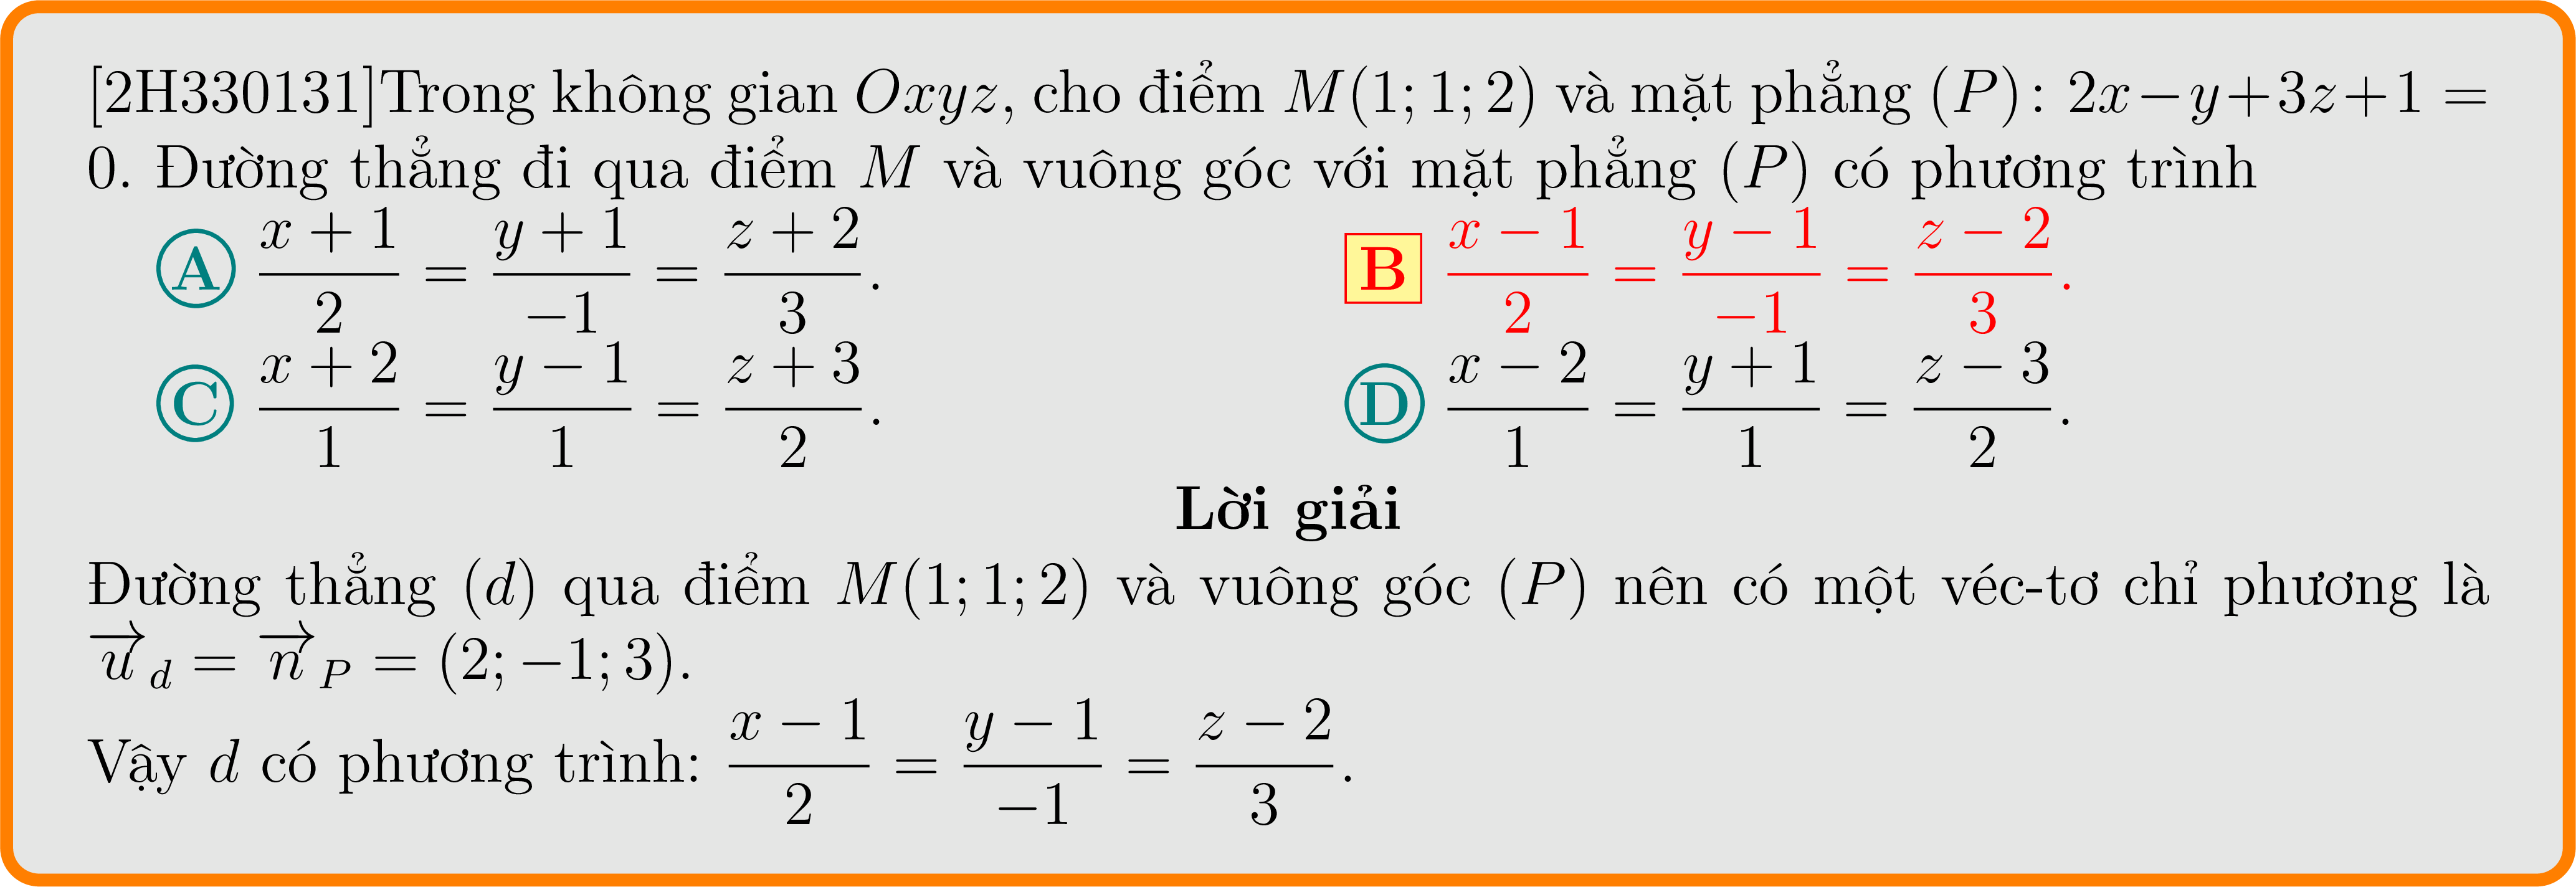 [2H330131]Trong không gian Oxyz, cho điểm M(1; 1; 2) và mặt phẳng (P): 2x−y+3z+1 =
0. Đường thẳng đi qua điểm M và vuông góc với mặt phẳng (P) có phương trình
A \frac{x+1}{2} = \frac{y+1}{-1} = \frac{z+2}{3}. B \frac{x-1}{2} = \frac{y-1}{-1} = \frac{z-2}{3}.
C \frac{x+2}{1} = \frac{y-1}{1} = \frac{z+3}{2}. D \frac{x-2}{1} = \frac{y+1}{1} = \frac{z-3}{2}.
Lời giải
Đường thẳng (d) qua điểm M(1; 1; 2) và vuông góc (P) nên có một véc-tơ chỉ phương là
\overrightarrow{u}_d = \overrightarrow{n}_P = (2; −1; 3).
Vậy d có phương trình: \frac{x-1}{2} = \frac{y-1}{-1} = \frac{z-2}{3}.